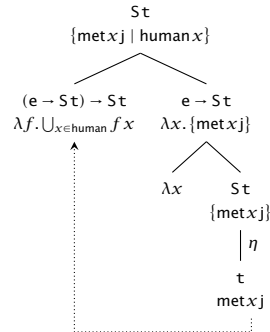 St
{met x j | human x}
(e → St) → St
e → St
λf. ⋃x∈human f x
λx. {met x j}
λx
St
{met x j}
η
t
met x j